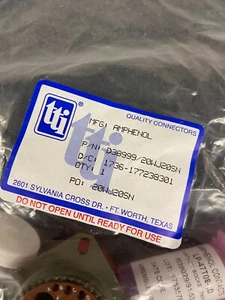 tti
QUALITY CONNECTORS
MFG: AMPHENOL
P/N: D38999/20WJ20SN
D/C: 1736-177238301
QTY: 1
PO: 20WJ20SN
2601 SYLVANIA CROSS DR. • FT. WORTH, TEXAS
DO NOT OPEN UNTIL READY FOR USE